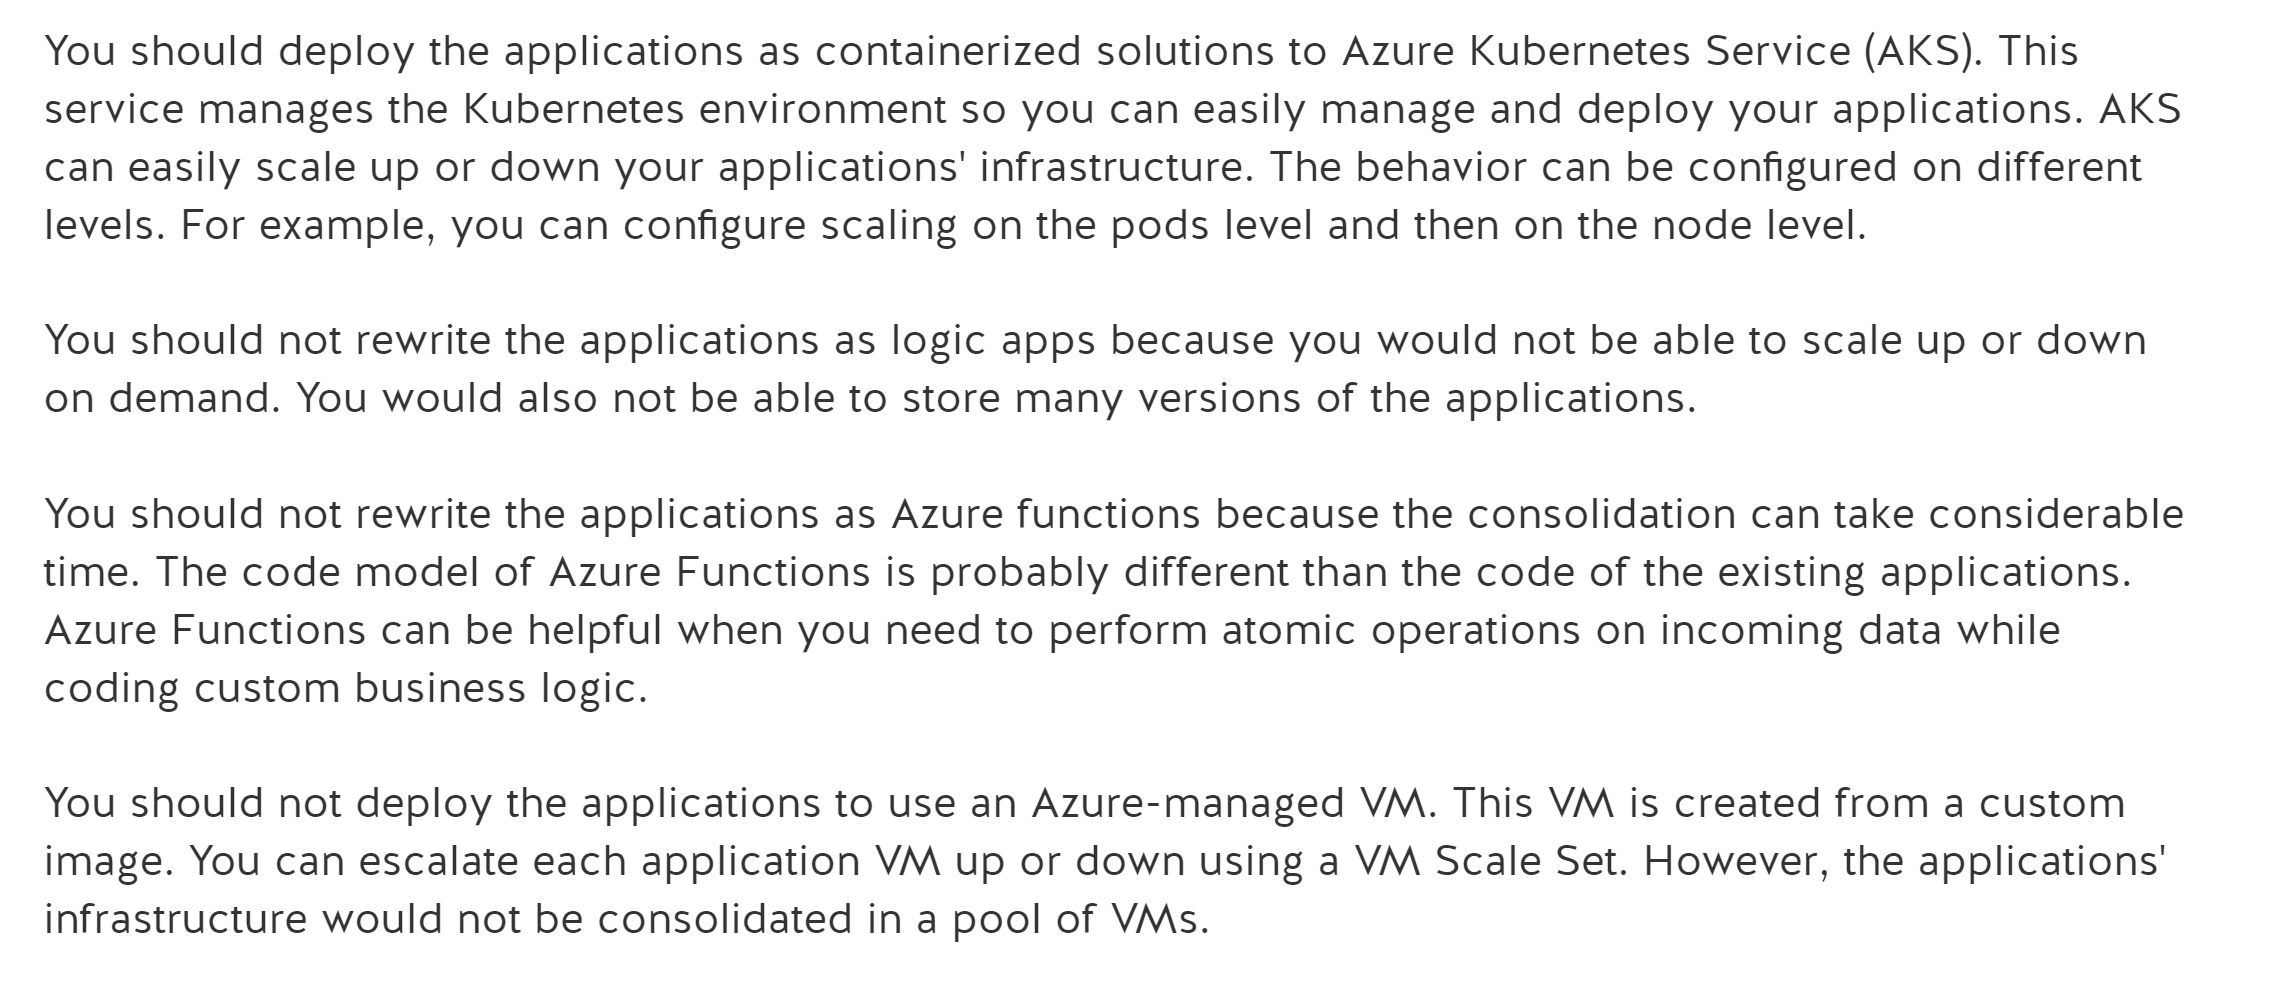 You should deploy the applications as containerized solutions to Azure Kubernetes Service (AKS). This
service manages the Kubernetes environment so you can easily manage and deploy your applications. AKS
can easily scale up or down your applications' infrastructure. The behavior can be configured on different
levels. For example, you can configure scaling on the pods level and then on the node level.
You should not rewrite the applications as logic apps because you would not be able to scale up or down
on demand. You would also not be able to store many versions of the applications.
You should not rewrite the applications as Azure functions because the consolidation can take considerable
time. The code model of Azure Functions is probably different than the code of the existing applications.
Azure Functions can be helpful when you need to perform atomic operations on incoming data while
coding custom business logic.
You should not deploy the applications to use an Azure-managed VM. This VM is created from a custom
image. You can escalate each application VM up or down using a VM Scale Set. However, the applications'
infrastructure would not be consolidated in a pool of VMs.